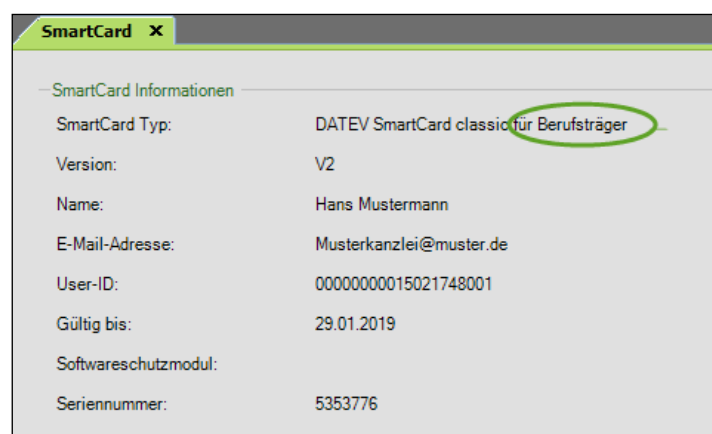 SmartCard X
SmartCard Informationen
SmartCard Typ: DATEV SmartCard classic für Berufsträger
Version: V2
Name: Hans Mustermann
E-Mail-Adresse: Musterkanzlei@muster.de
User-ID: 00000000015021748001
Gültig bis: 29.01.2019
Softwareschutzmodul:
Seriennummer: 5353776